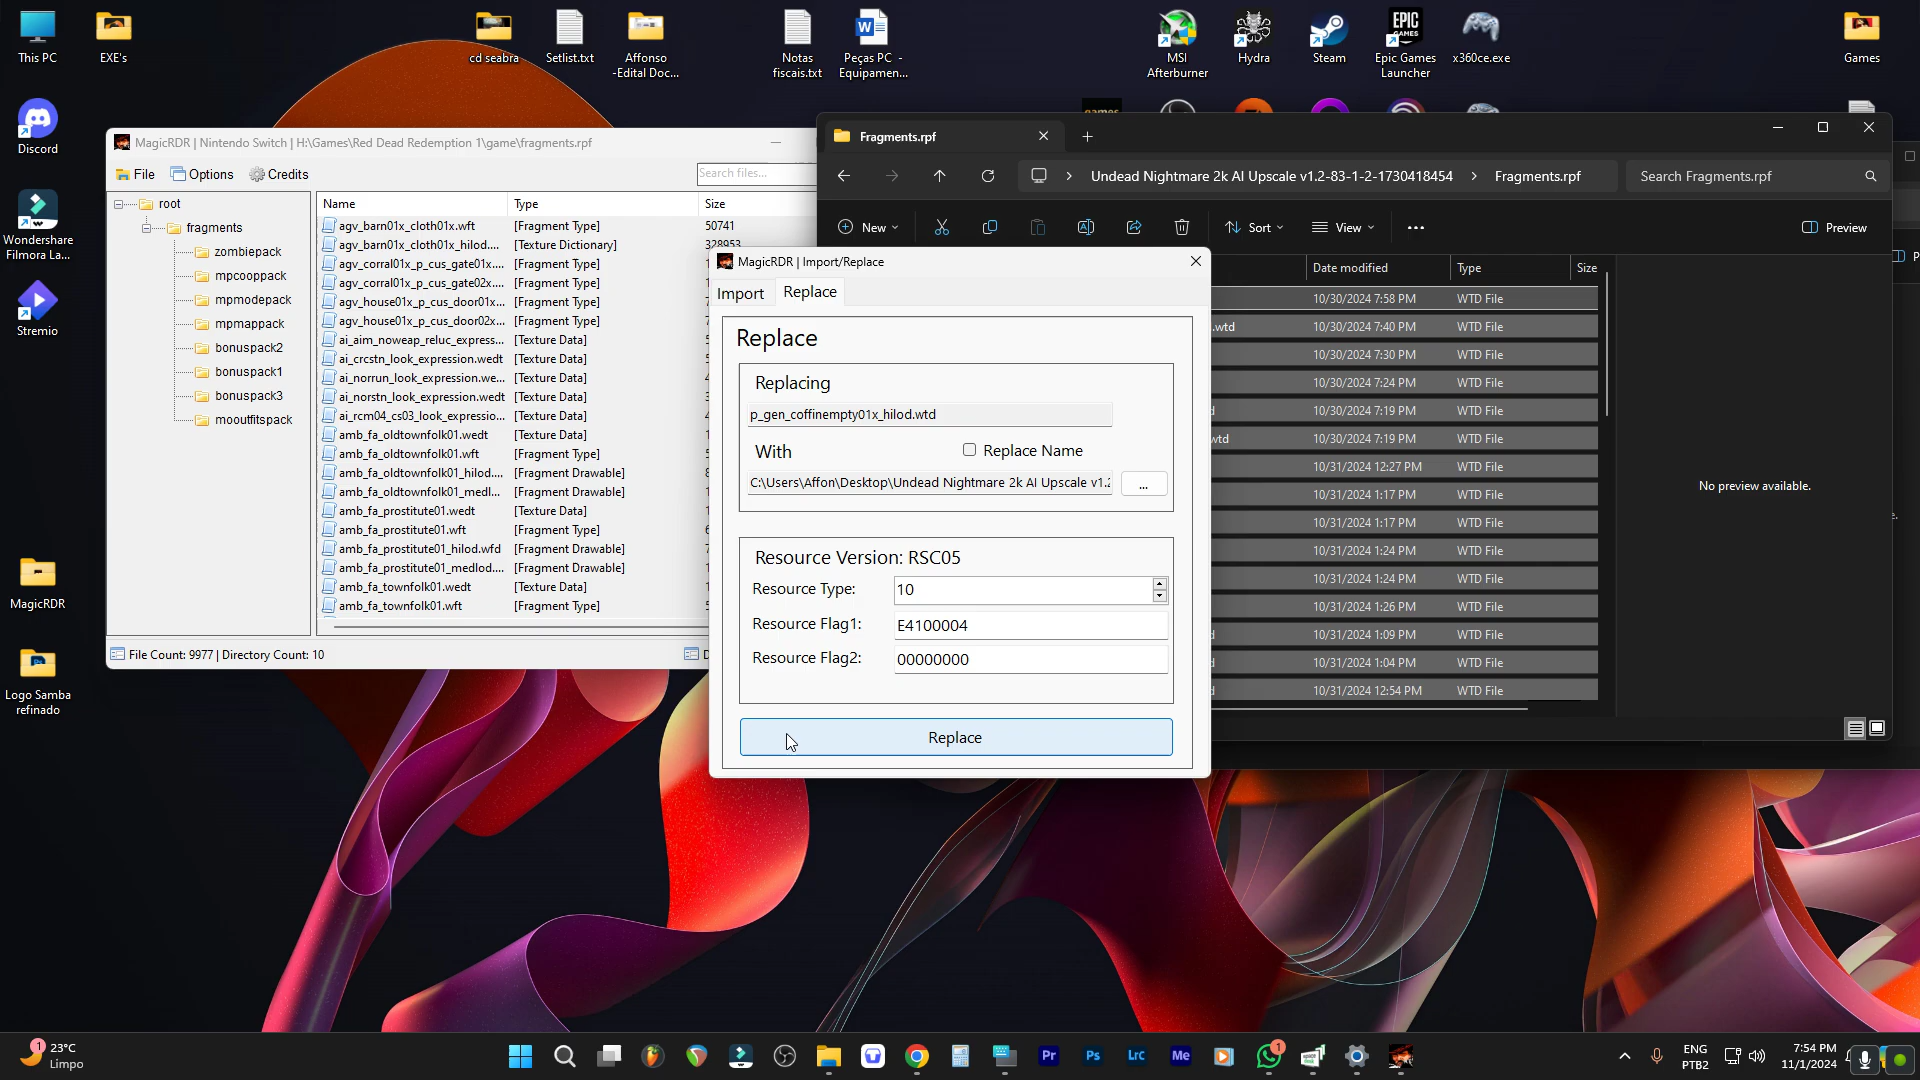 This PC
EXE's
cd seabra
Setlist.txt
Affonso
-Edital Doc...
Notas
fiscais.txt
Peças PC -
Equipamen...
MSI
Afterburner
Hydra
Steam
Epic Games
Launcher
x360ce.exe
Games
Discord
Wondershare
Filmora La...
Stremio
MagicRDR
Logo Samba
refinado
MagicRDR | Nintendo Switch | H:\Games\Red Dead Redemption 1\game\fragments.rpf
File
Options
Credits
Search files...
root
fragments
zombiepack
mpcooppack
mpmodepack
mpmappack
bonuspack2
bonuspack1
bonuspack3
mooutfitspack
Name Type Size
agv_barn01x_cloth01x.wft [Fragment Type] 50741
agv_barn01x_cloth01x_hilod.... [Texture Dictionary] 328953
agv_corral01x_p_cus_gate01x.... [Fragment Type]
agv_corral01x_p_cus_gate02x.... [Fragment Type]
agv_house01x_p_cus_door01x... [Fragment Type]
agv_house01x_p_cus_door02x... [Fragment Type]
ai_aim_noweap_reluc_express... [Texture Data]
ai_crcstn_look_expression.wedt [Texture Data]
ai_norrun_look_expression.we... [Texture Data]
ai_norstn_look_expression.wedt [Texture Data]
ai_rcm04_cs03_look_expressio... [Texture Data]
amb_fa_oldtownfolk01.wedt [Texture Data]
amb_fa_oldtownfolk01.wft [Fragment Type]
amb_fa_oldtownfolk01_hilod.... [Fragment Drawable]
amb_fa_oldtownfolk01_medl... [Fragment Drawable]
amb_fa_prostitute01.wedt [Texture Data]
amb_fa_prostitute01.wft [Fragment Type]
amb_fa_prostitute01_hilod.wfd [Fragment Drawable]
amb_fa_prostitute01_medlod.... [Fragment Drawable]
amb_fa_townfolk01.wedt [Texture Data]
amb_fa_townfolk01.wft [Fragment Type]
File Count: 9977 | Directory Count: 10
Fragments.rpf
Undead Nightmare 2k AI Upscale v1.2-83-1-2-1730418454 > Fragments.rpf
Search Fragments.rpf
New
Sort
View
Preview
Date modified Type Size
10/30/2024 7:58 PM WTD File
.wtd 10/30/2024 7:40 PM WTD File
10/30/2024 7:30 PM WTD File
10/30/2024 7:24 PM WTD File
10/30/2024 7:19 PM WTD File
wtd 10/30/2024 7:19 PM WTD File
10/31/2024 12:27 PM WTD File
10/31/2024 1:17 PM WTD File
10/31/2024 1:17 PM WTD File
10/31/2024 1:24 PM WTD File
10/31/2024 1:24 PM WTD File
10/31/2024 1:26 PM WTD File
10/31/2024 1:09 PM WTD File
10/31/2024 1:04 PM WTD File
10/31/2024 12:54 PM WTD File
No preview available.
MagicRDR | Import/Replace
Import
Replace
Replace
Replacing
p_gen_coffinempty01x_hilod.wtd
With
Replace Name
C:\Users\Affon\Desktop\Undead Nightmare 2k AI Upscale v1.2
...
Resource Version: RSC05
Resource Type: 10
Resource Flag1: E4100004
Resource Flag2: 00000000
Replace
23°C
Limpo
1
Pr
Ps
Lrc
Me
1
ENG
PTB2
7:54 PM
11/1/2024